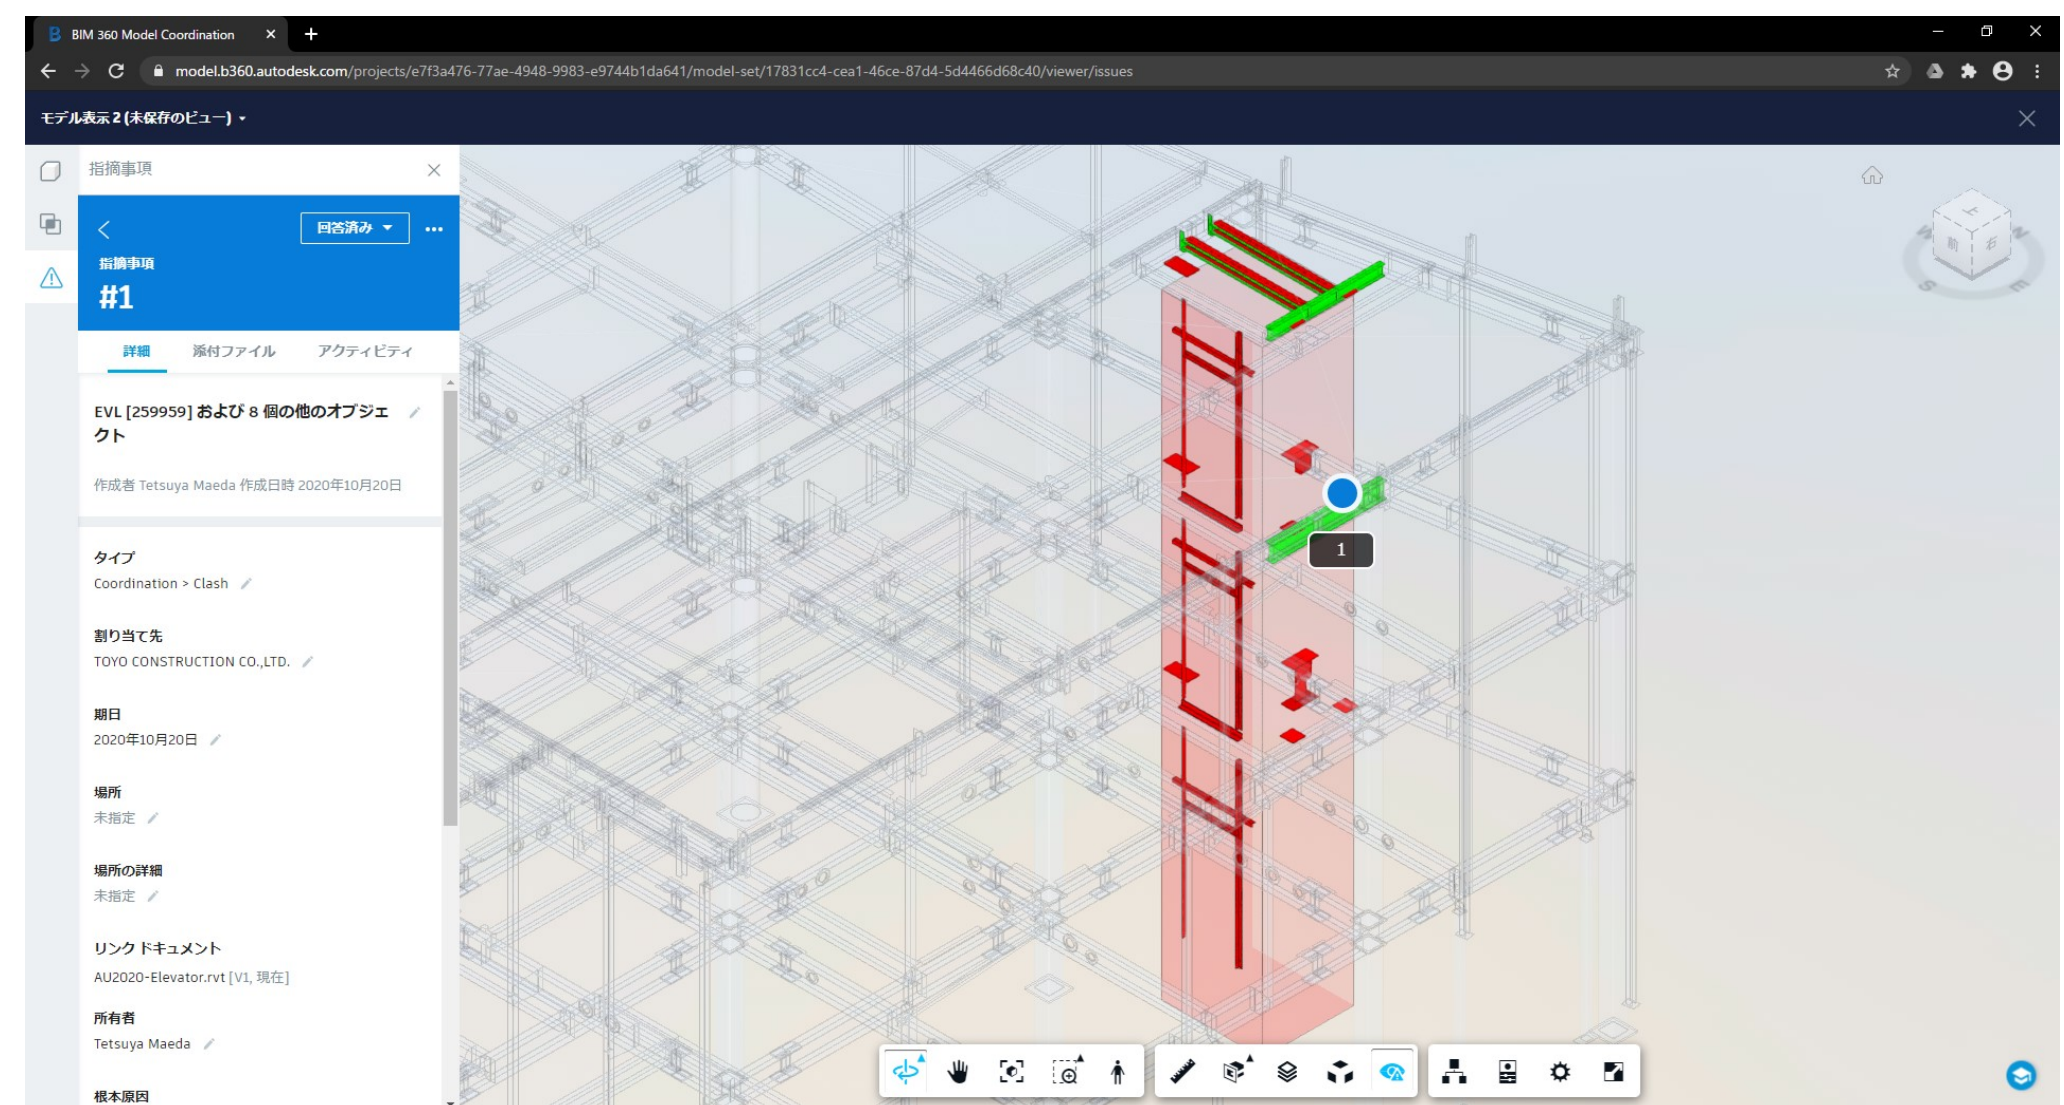 BIM 360 Model Coordination
model.b360.autodesk.com/projects/e7f3a476-77ae-4948-9983-e9744b1da641/model-set/17831cc4-cea1-46ce-87d4-5d4466d68c40/viewer/issues
モデル表示 2 (未保存のビュー)
指摘事項
回答済み
指摘事項
#1
詳細 添付ファイル アクティビティ
EVL [259959] および 8 個の他のオブジェ
クト
作成者 Tetsuya Maeda 作成日時 2020年10月20日
タイプ
Coordination > Clash
割り当て先
TOYO CONSTRUCTION CO.,LTD.
期日
2020年10月20日
場所
未指定
場所の詳細
未指定
リンク ドキュメント
AU2020-Elevator.rvt [V1, 現在]
所有者
Tetsuya Maeda
根本原因
1
上
前 右
W N
S E